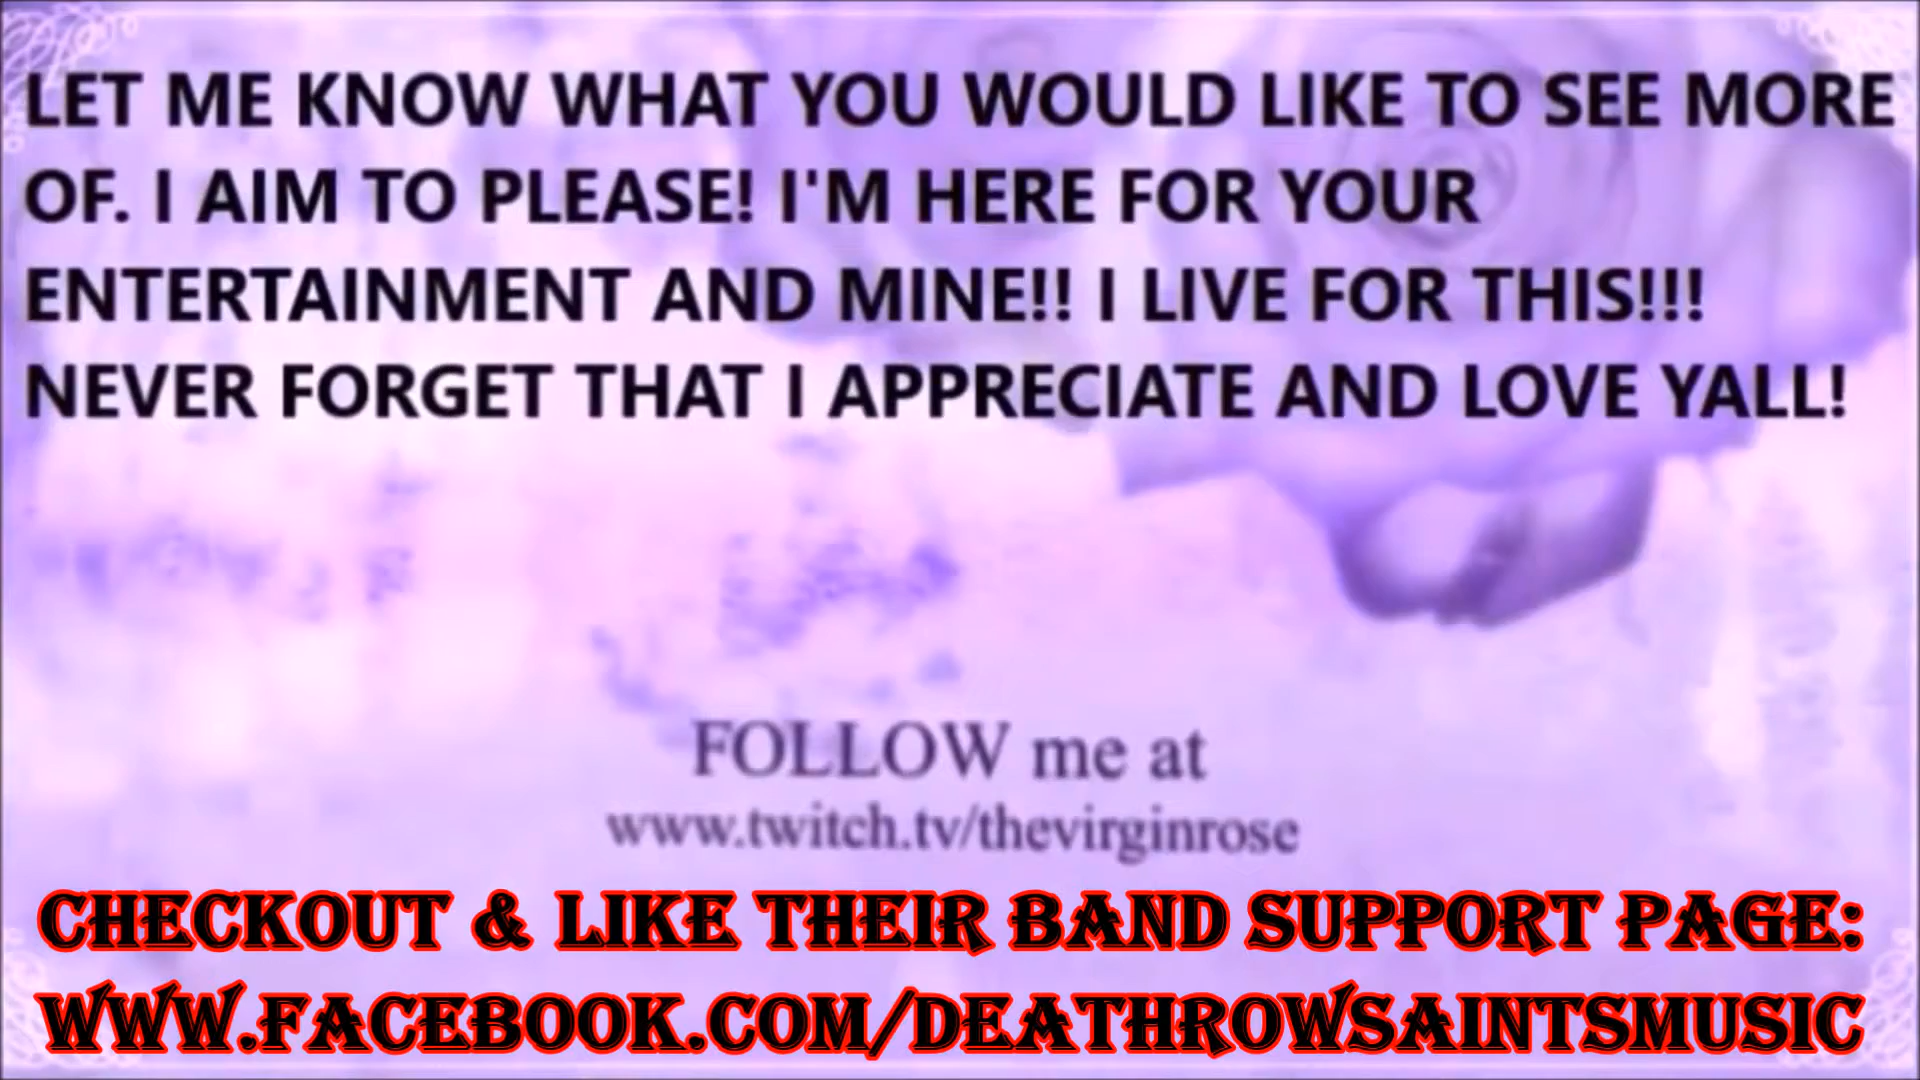 LET ME KNOW WHAT YOU WOULD LIKE TO SEE MORE
OF. I AIM TO PLEASE! I'M HERE FOR YOUR
ENTERTAINMENT AND MINE!! I LIVE FOR THIS!!!
NEVER FORGET THAT I APPRECIATE AND LOVE YALL!
FOLLOW me at
www.twitch.tv/thevirginrose
CHECKOUT & LIKE THEIR BAND SUPPORT PAGE:
WWW.FACEBOOK.COM/DEATHROWSAINTSMUSIC